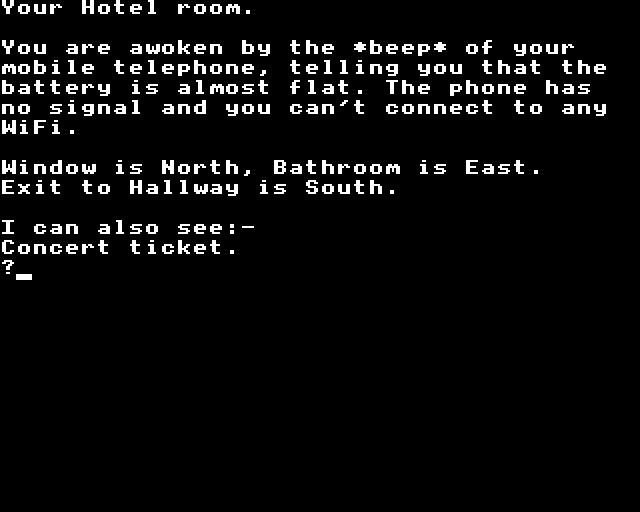 Your Hotel room.
You are awoken by the *beep* of your
mobile telephone, telling you that the
battery is almost flat. The phone has
no signal and you can't connect to any
WiFi.
Window is North, Bathroom is East.
Exit to Hallway is South.
I can also see:-
Concert ticket.
?_